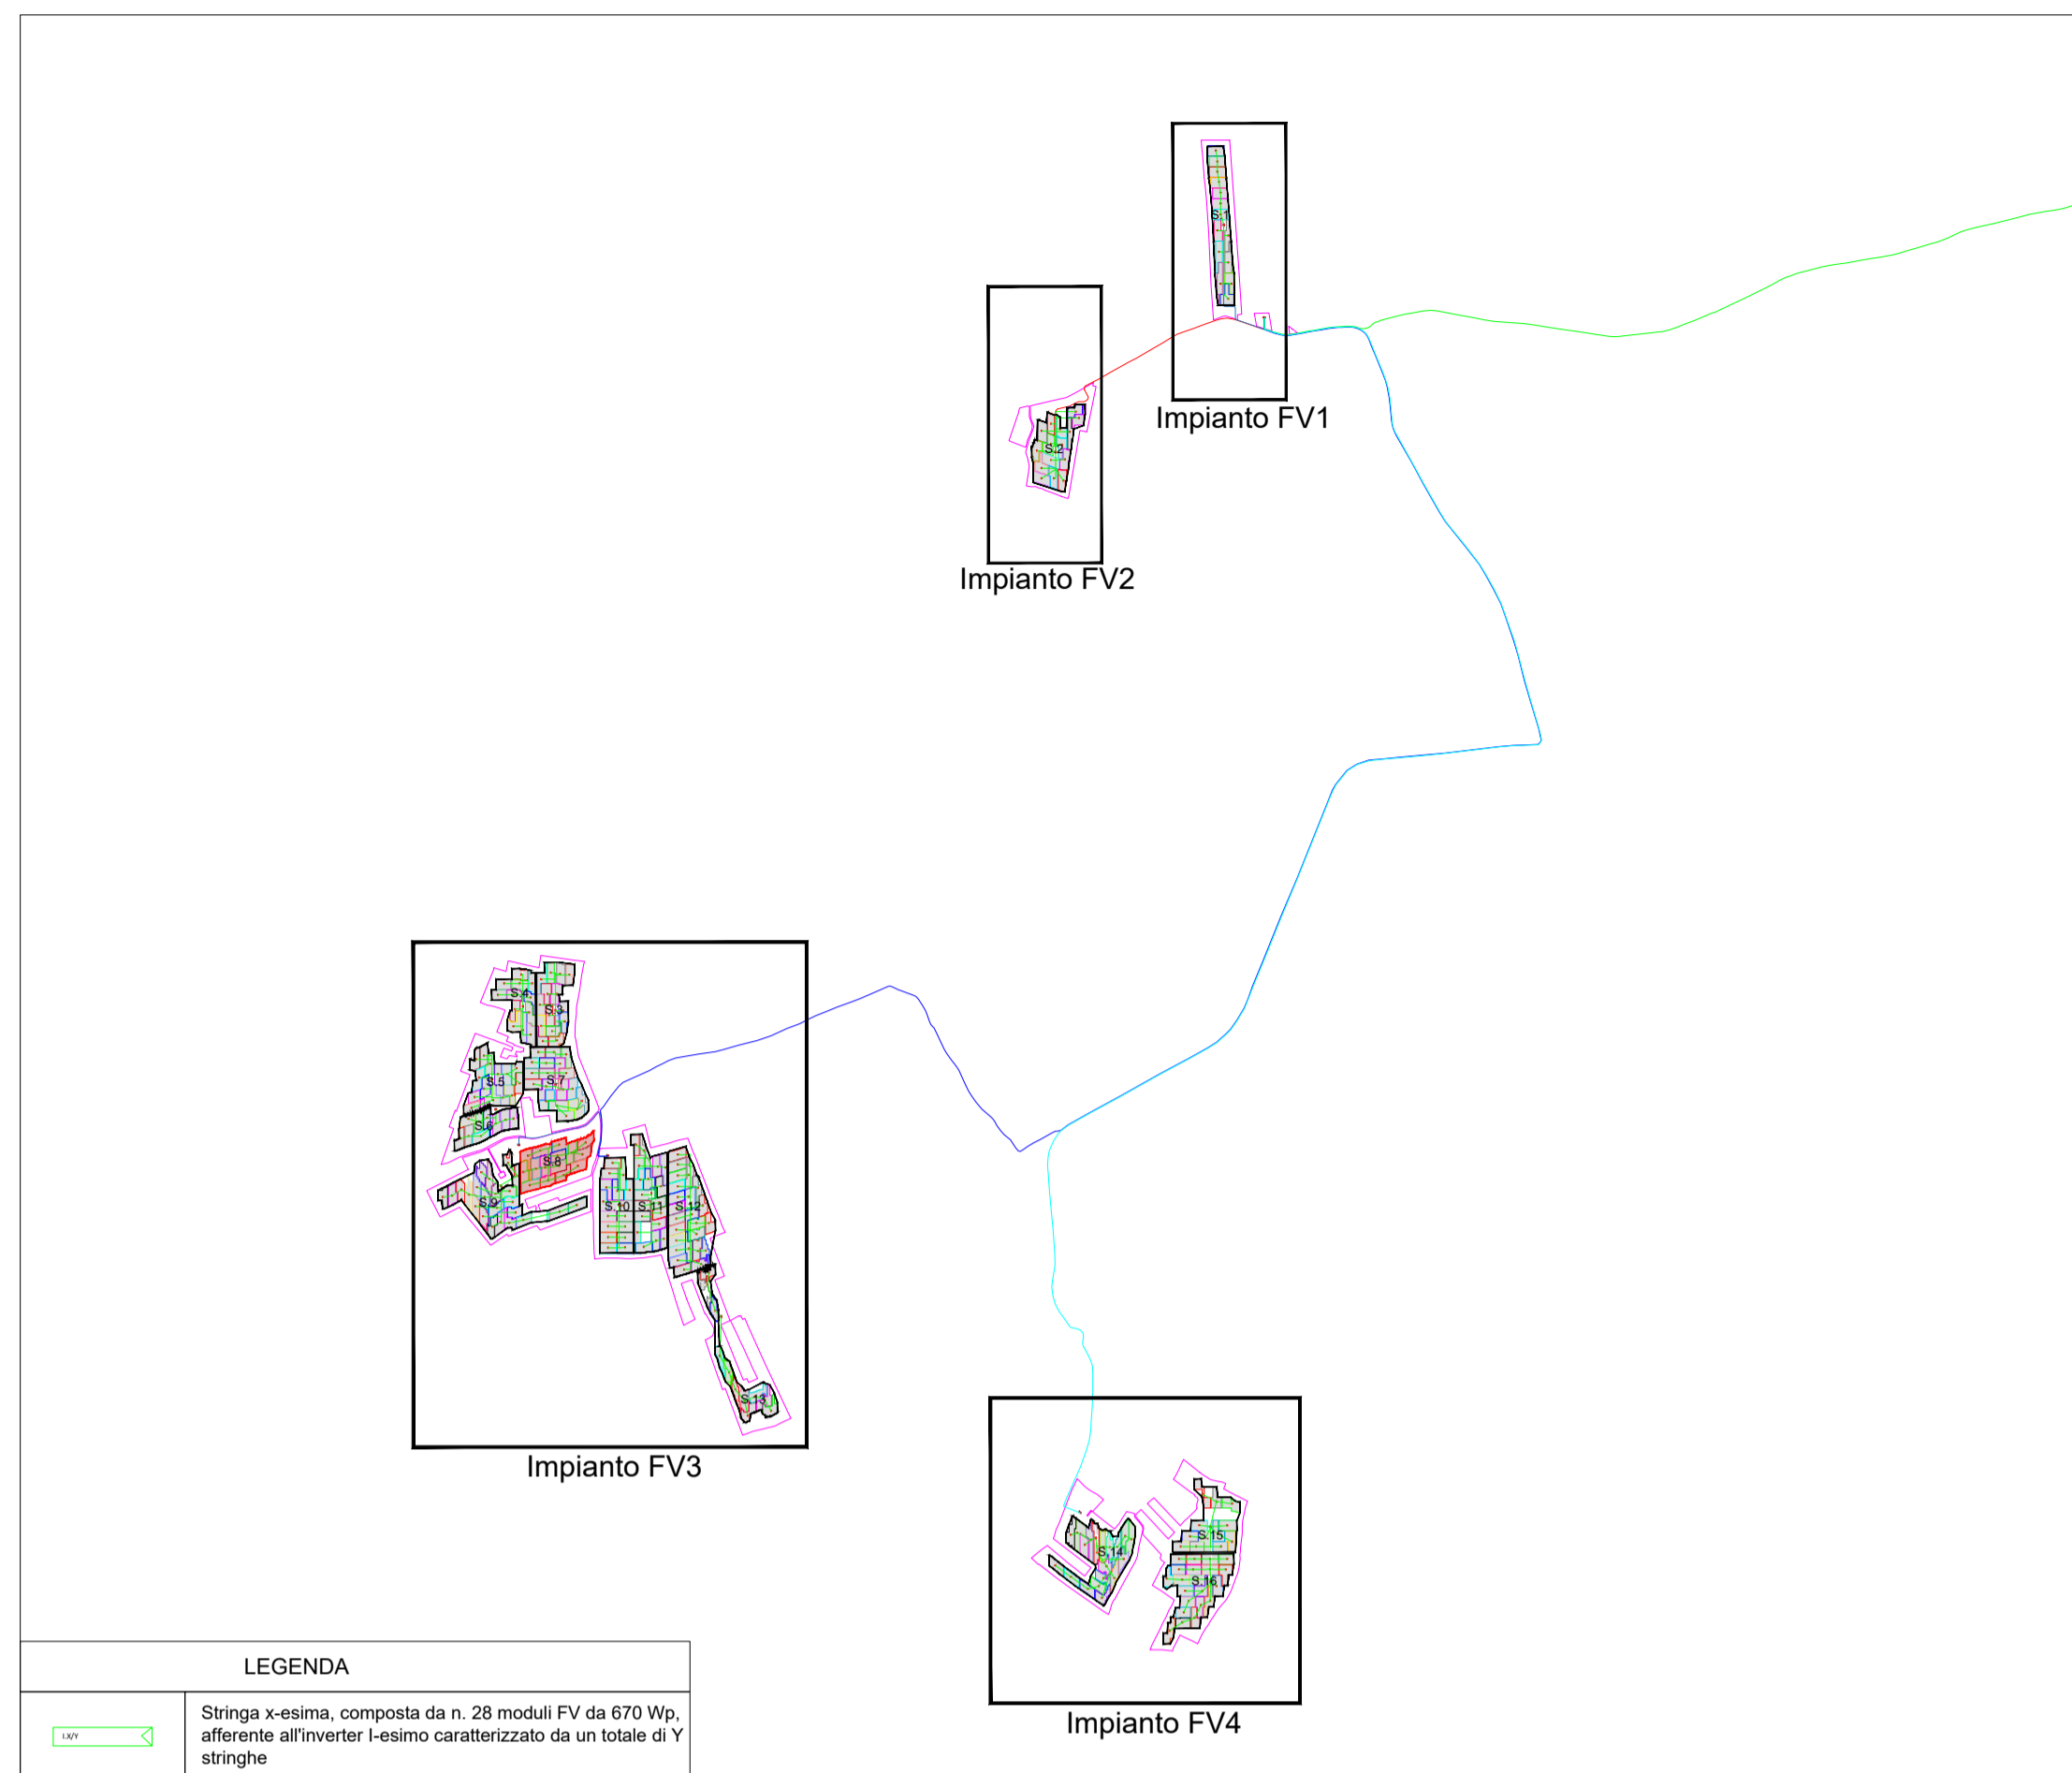 S.1
Impianto FV1
S.2
Impianto FV2
S.4
S.3
S.5
S.7
S.6
S.8
S.9
S.10
S.11
S.12
S.13
Impianto FV3
S.15
S.14
S.16
Impianto FV4
LEGENDA
I.X/Y
Stringa x-esima, composta da n. 28 moduli FV da 670 Wp,
afferente all'inverter I-esimo caratterizzato da un totale di Y
stringhe